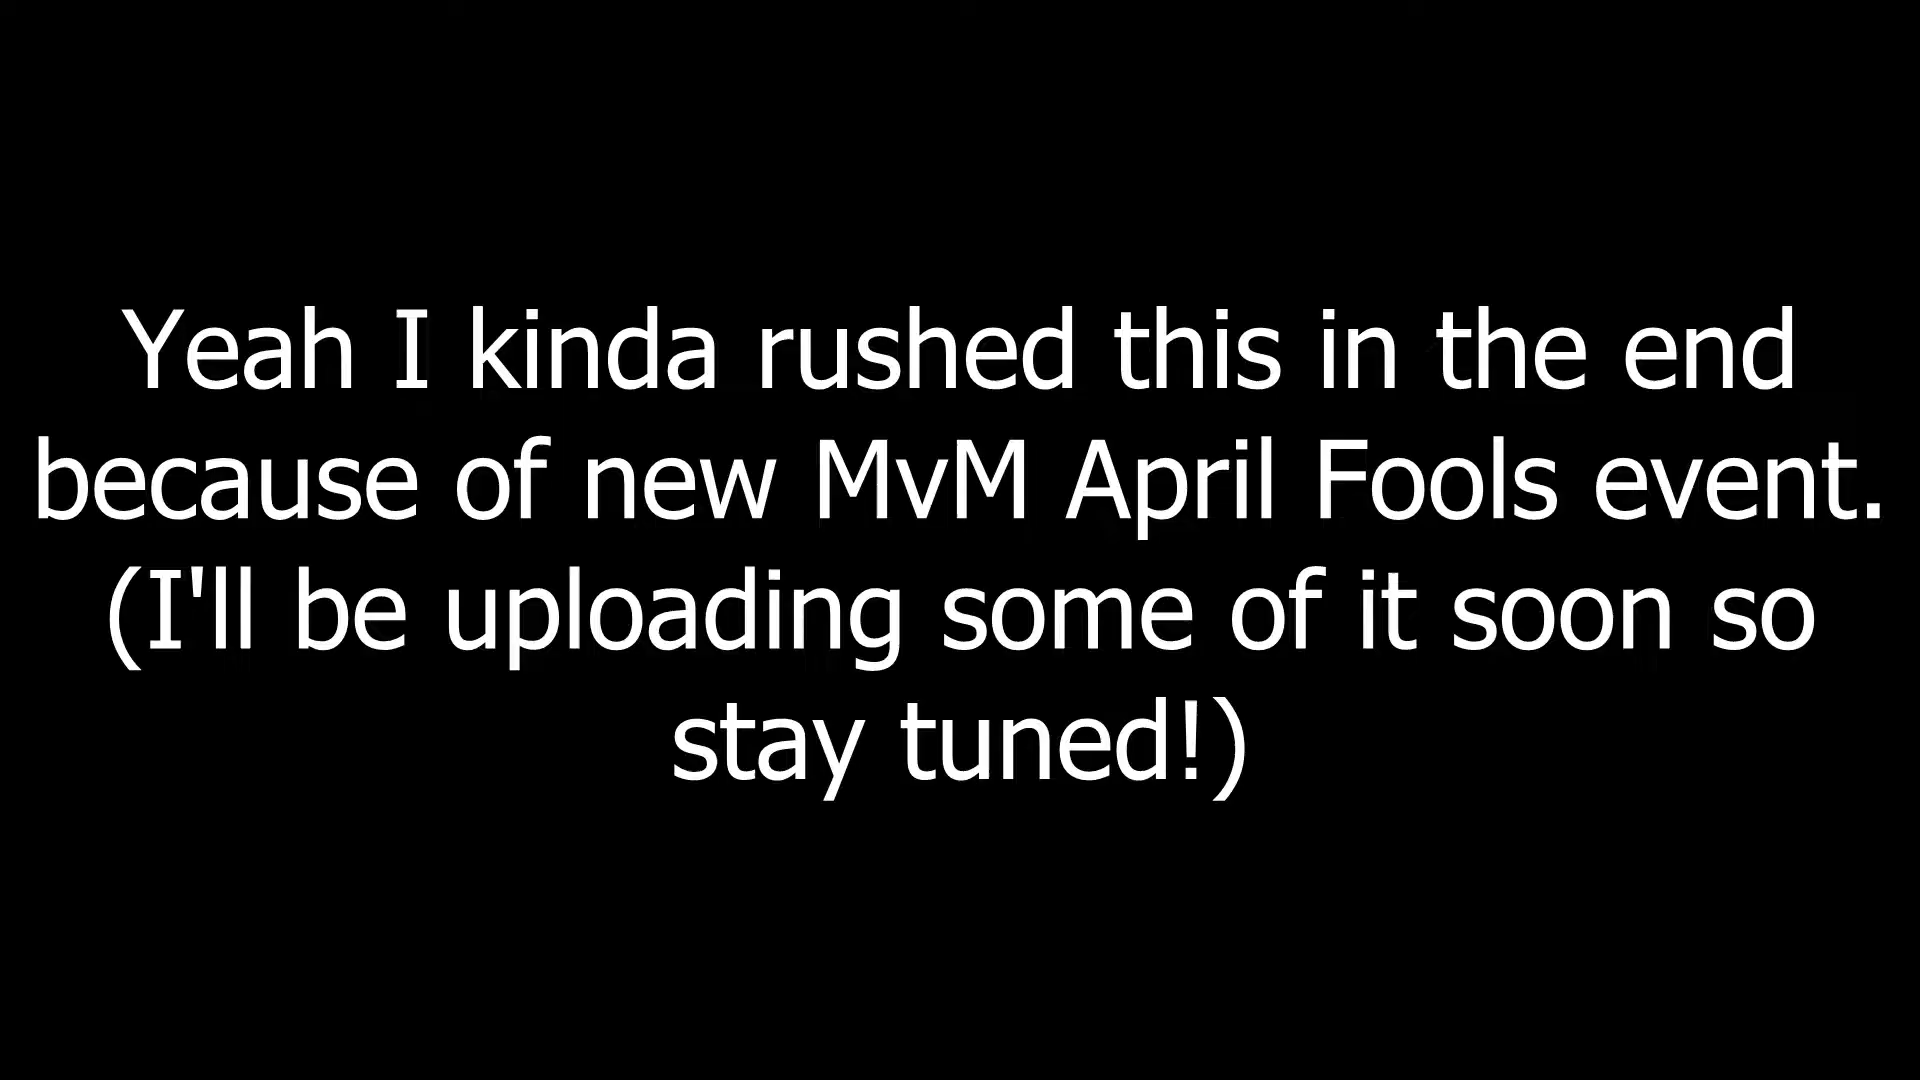 Yeah I kinda rushed this in the end
because of new MvM April Fools event.
(I'll be uploading some of it soon so
stay tuned!)